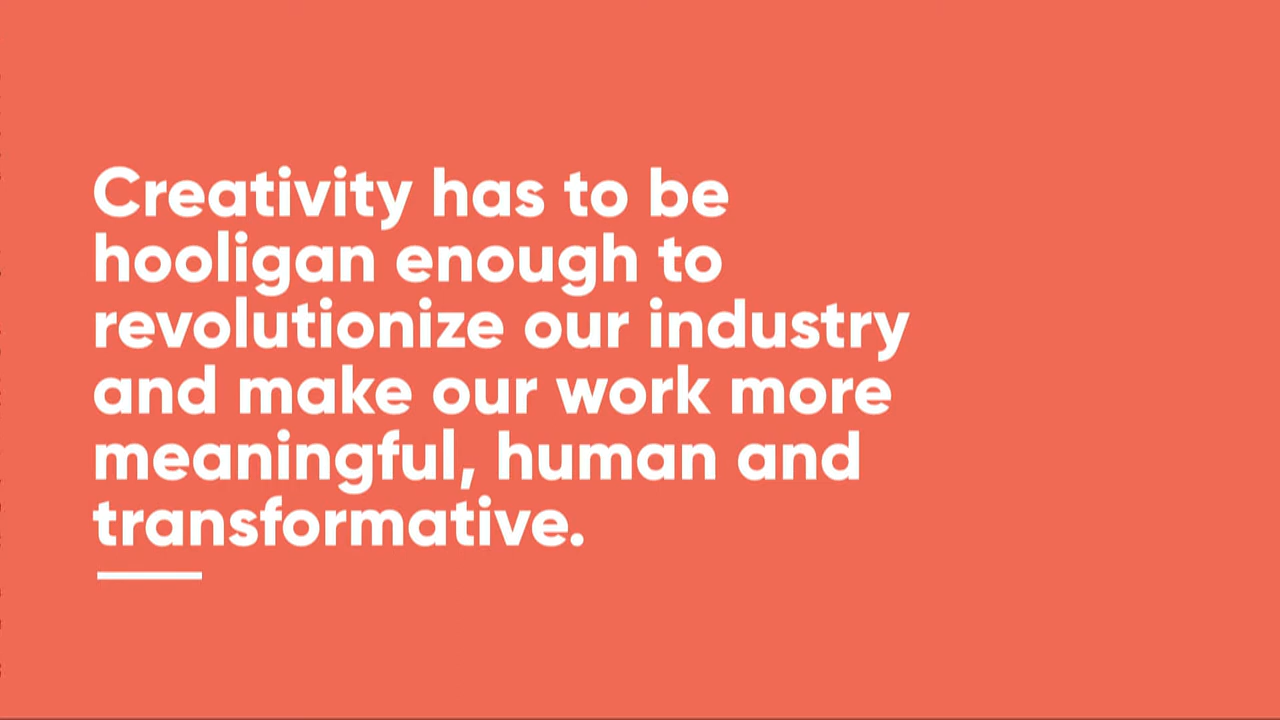 Creativity has to be
hooligan enough to
revolutionize our industry
and make our work more
meaningful, human and
transformative.